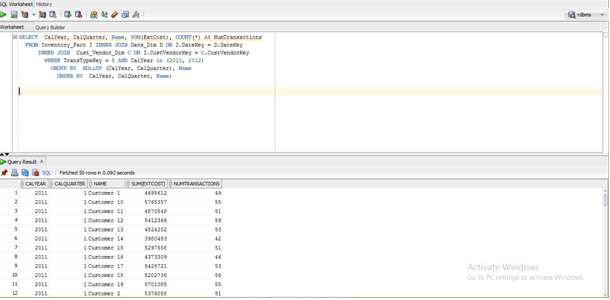 SQL Worksheet History
rdbms
Worksheet Query Builder
SELECT CalYear, CalQuarter, Name, SUM(ExtCost), COUNT(*) AS NumTransactions
FROM Inventory_Fact I INNER JOIN Date_Dim D ON I.DateKey = D.DateKey
INNER JOIN Cust_Vendor_Dim C ON I.CustVendorKey = C.CustVendorKey
WHERE TransTypeKey = 5 AND CalYear in (2011, 2012)
GROUP BY ROLLUP (CalYear, CalQuarter), Name
ORDER BY CalYear, CalQuarter, Name;
Query Result
SQL | Fetched 50 rows in 0.092 seconds
CALYEAR CALQUARTER NAME SUM(EXTCOST) NUMTRANSACTIONS
1 2011 1 Customer 1 4695612 49
2 2011 1 Customer 10 5765357 55
3 2011 1 Customer 11 4870548 51
4 2011 1 Customer 12 5412366 59
5 2011 1 Customer 13 4524202 53
6 2011 1 Customer 14 3980483 42
7 2011 1 Customer 15 5297558 51
8 2011 1 Customer 16 4373309 46
9 2011 1 Customer 17 5428721 53
10 2011 1 Customer 18 5202736 54
11 2011 1 Customer 19 5701085 55
12 2011 1 Customer 2 5376058 51
Activate Windows
Go to PC settings to activate Windows.